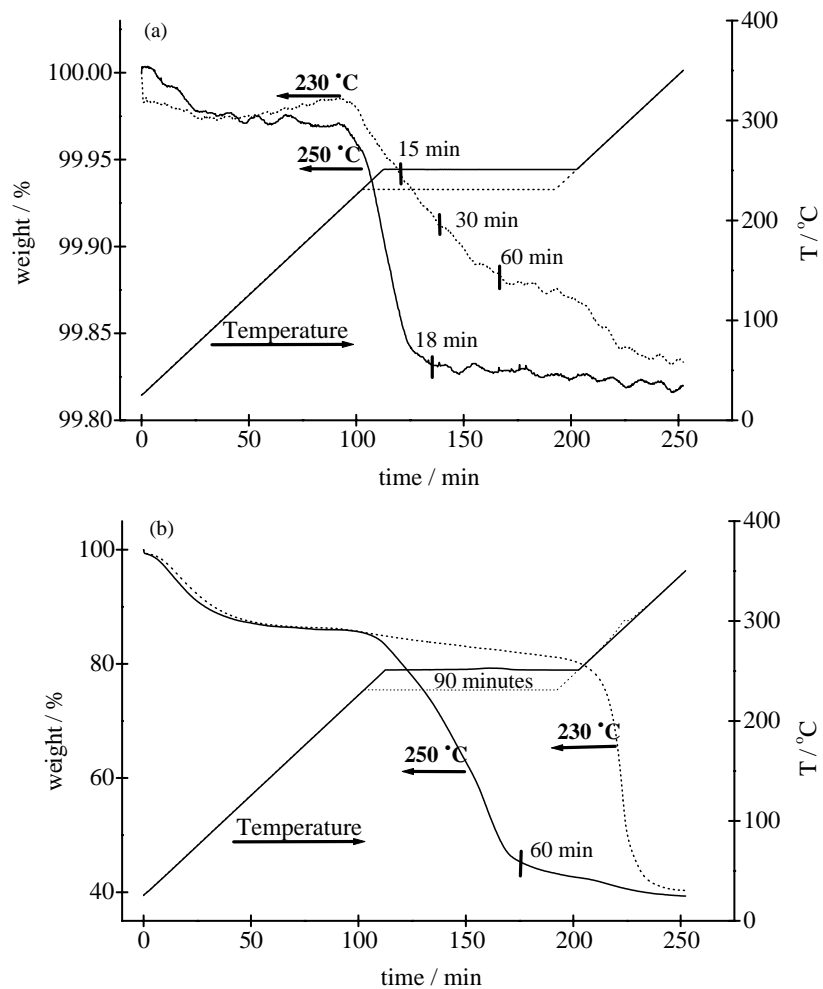 (a)
400
100.00
230 °C
300
99.95
250 °C
15 min
30 min
200
99.90
60 min
weight / %
T / °C
99.85
Temperature
18 min
100
99.80
0
0 50 100 150 200 250
time / min
(b)
400
100
300
80
90 minutes
230 °C
250 °C
200
weight / %
T / °C
60
Temperature
60 min
100
40
0
0 50 100 150 200 250
time / min